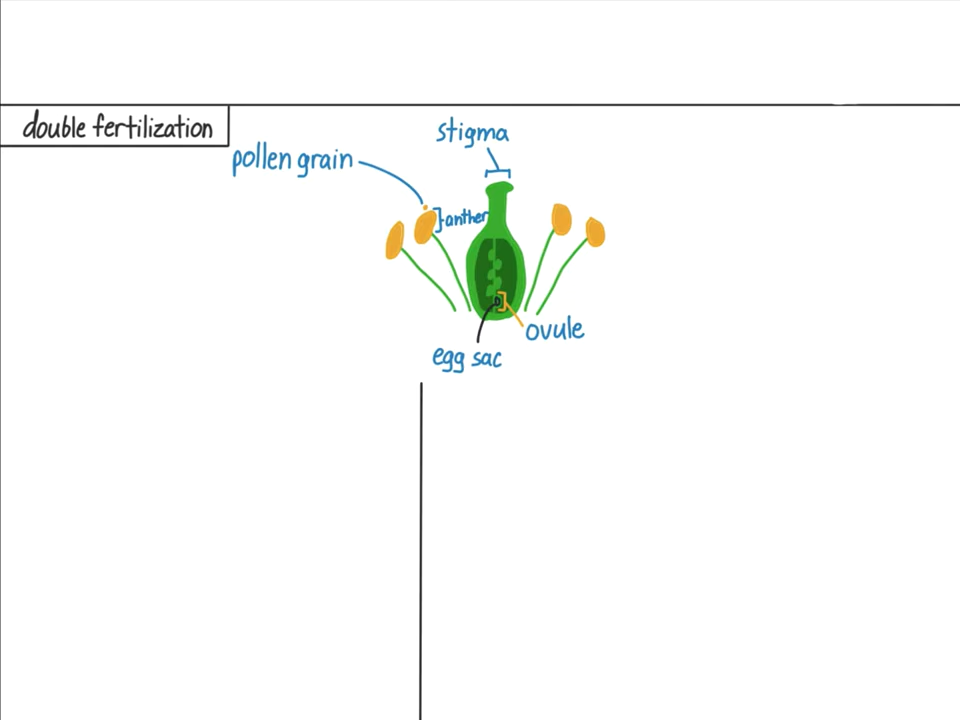 double fertilization
stigma
pollen grain
anther
ovule
egg sac